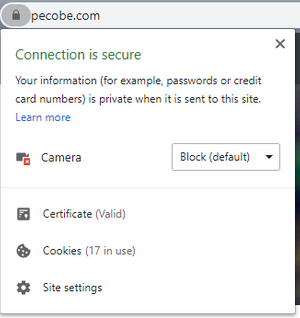 pecobe.com
Connection is secure
Your information (for example, passwords or credit
card numbers) is private when it is sent to this site.
Learn more
Camera Block (default)
Certificate (Valid)
Cookies (17 in use)
Site settings